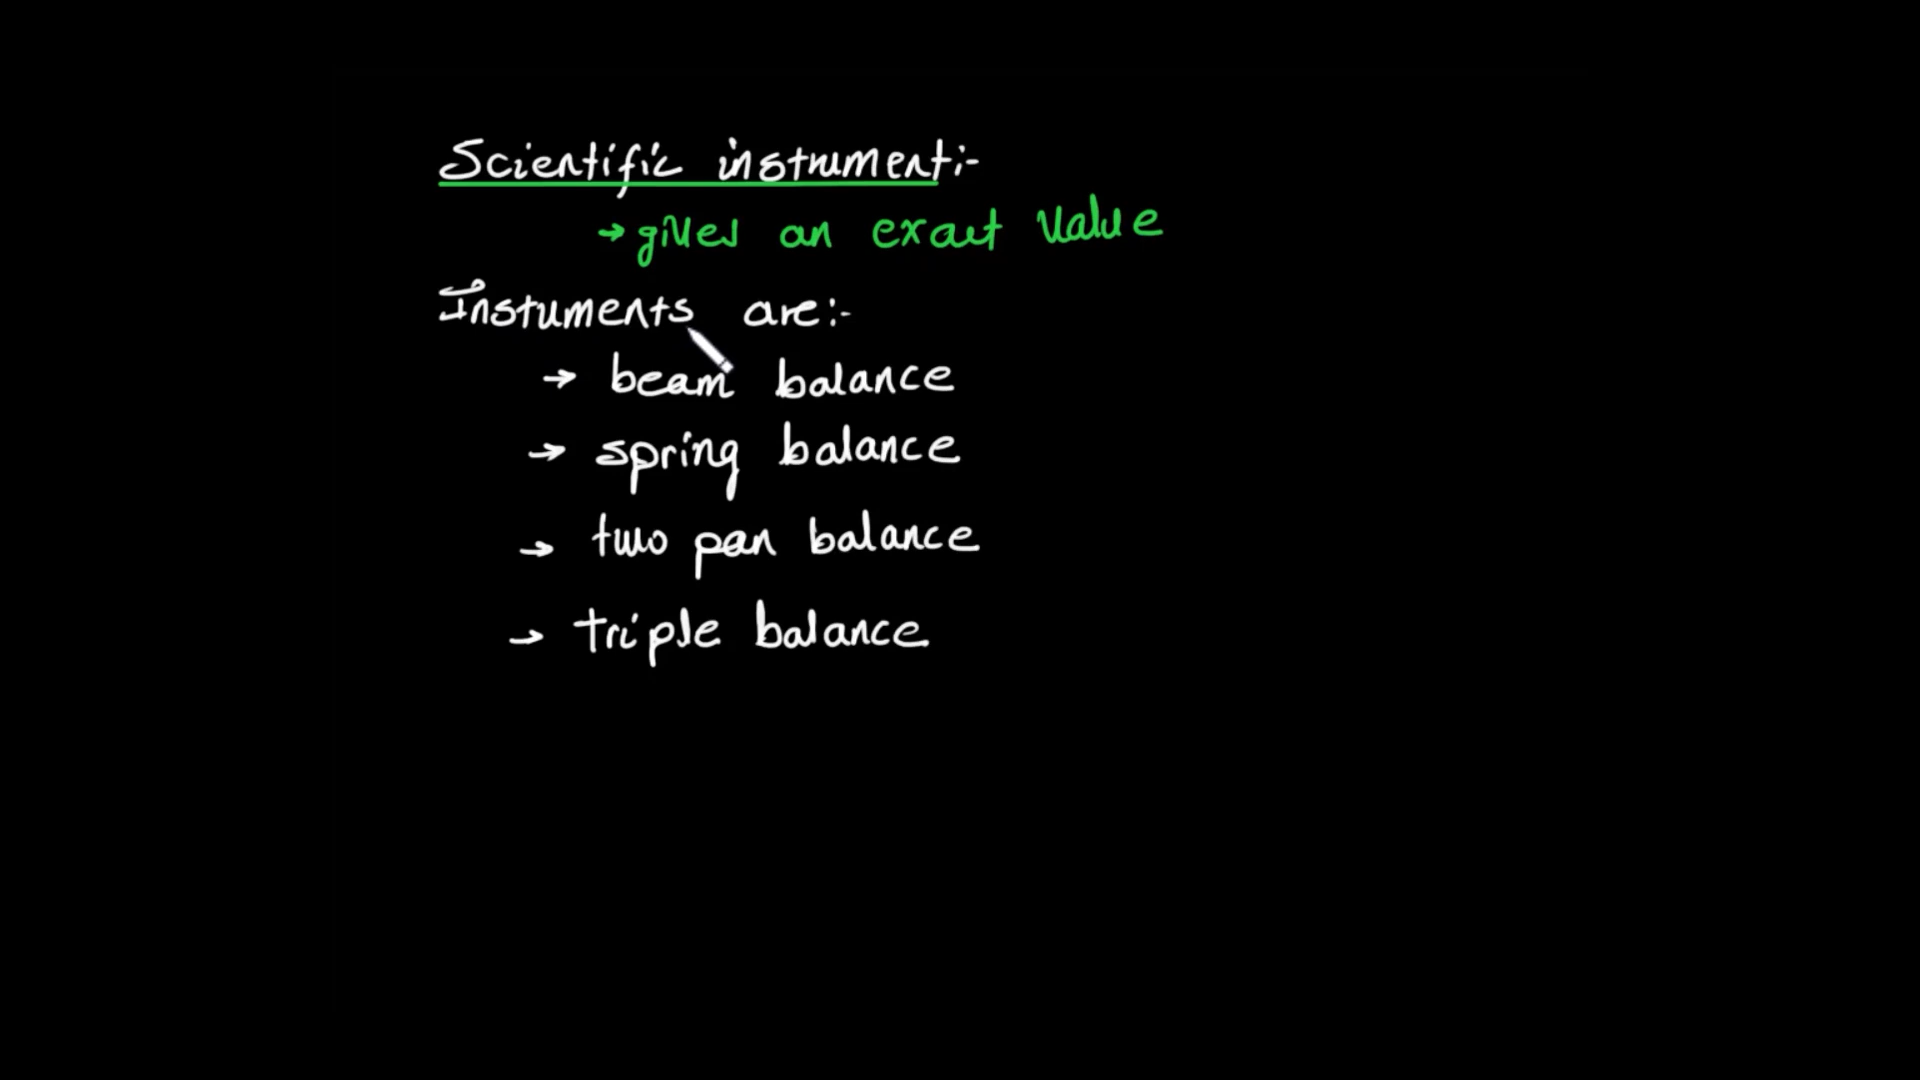 Scientific instrument:-
→ gives an exact value
Instuments are:-
→ beam balance
→ spring balance
→ two pan balance
→ triple balance